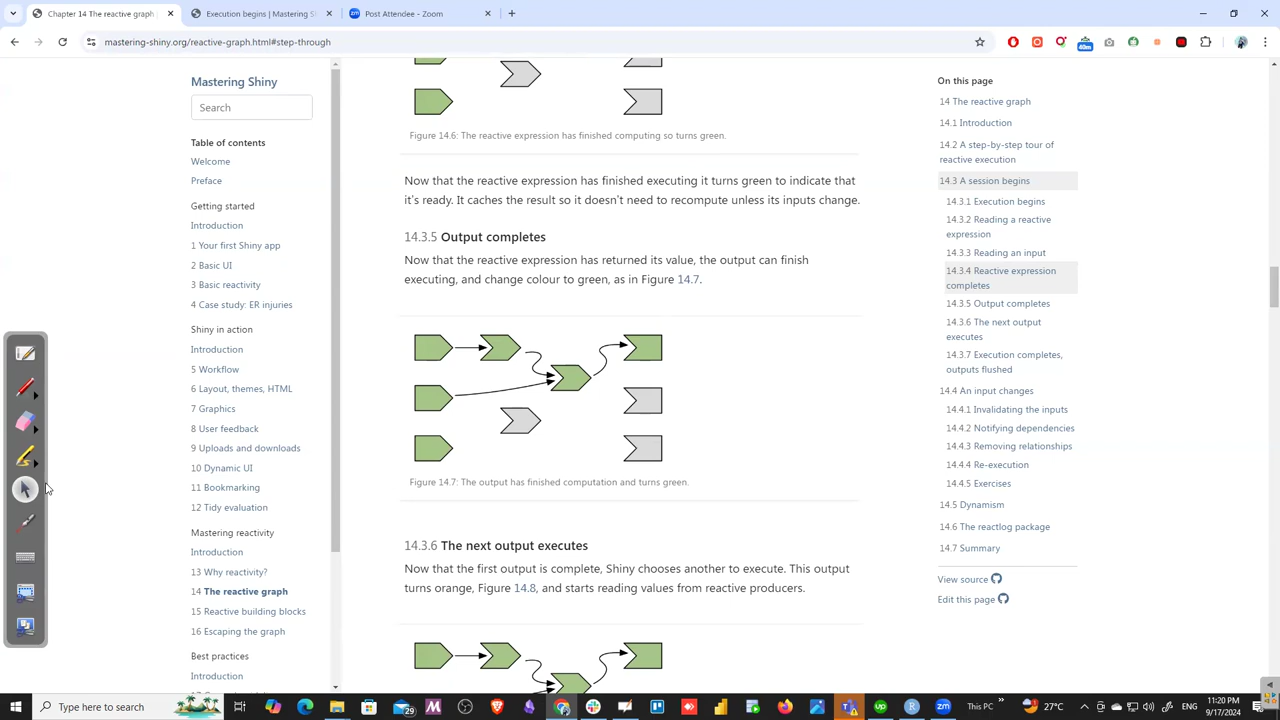 Chapter 14 The reactive graph
Execution begins | Mastering S
Post Attendee - Zoom
mastering-shiny.org/reactive-graph.html#step-through
40m
Mastering Shiny
Search
Table of contents
Welcome
Preface
Getting started
Introduction
1 Your first Shiny app
2 Basic UI
3 Basic reactivity
4 Case study: ER injuries
Shiny in action
Introduction
5 Workflow
6 Layout, themes, HTML
7 Graphics
8 User feedback
9 Uploads and downloads
10 Dynamic UI
11 Bookmarking
12 Tidy evaluation
Mastering reactivity
Introduction
13 Why reactivity?
14 The reactive graph
15 Reactive building blocks
16 Escaping the graph
Best practices
Introduction
Figure 14.6: The reactive expression has finished computing so turns green.
Now that the reactive expression has finished executing it turns green to indicate that
it's ready. It caches the result so it doesn't need to recompute unless its inputs change.
14.3.5 Output completes
Now that the reactive expression has returned its value, the output can finish
executing, and change colour to green, as in Figure 14.7.
Figure 14.7: The output has finished computation and turns green.
14.3.6 The next output executes
Now that the first output is complete, Shiny chooses another to execute. This output
turns orange, Figure 14.8, and starts reading values from reactive producers.
On this page
14 The reactive graph
14.1 Introduction
14.2 A step-by-step tour of
reactive execution
14.3 A session begins
14.3.1 Execution begins
14.3.2 Reading a reactive
expression
14.3.3 Reading an input
14.3.4 Reactive expression
completes
14.3.5 Output completes
14.3.6 The next output
executes
14.3.7 Execution completes,
outputs flushed
14.4 An input changes
14.4.1 Invalidating the inputs
14.4.2 Notifying dependencies
14.4.3 Removing relationships
14.4.4 Re-execution
14.4.5 Exercises
14.5 Dynamism
14.6 The reactlog package
14.7 Summary
View source
Edit this page
Type here to search
29
This PC
27°C
11:20 PM
9/17/2024